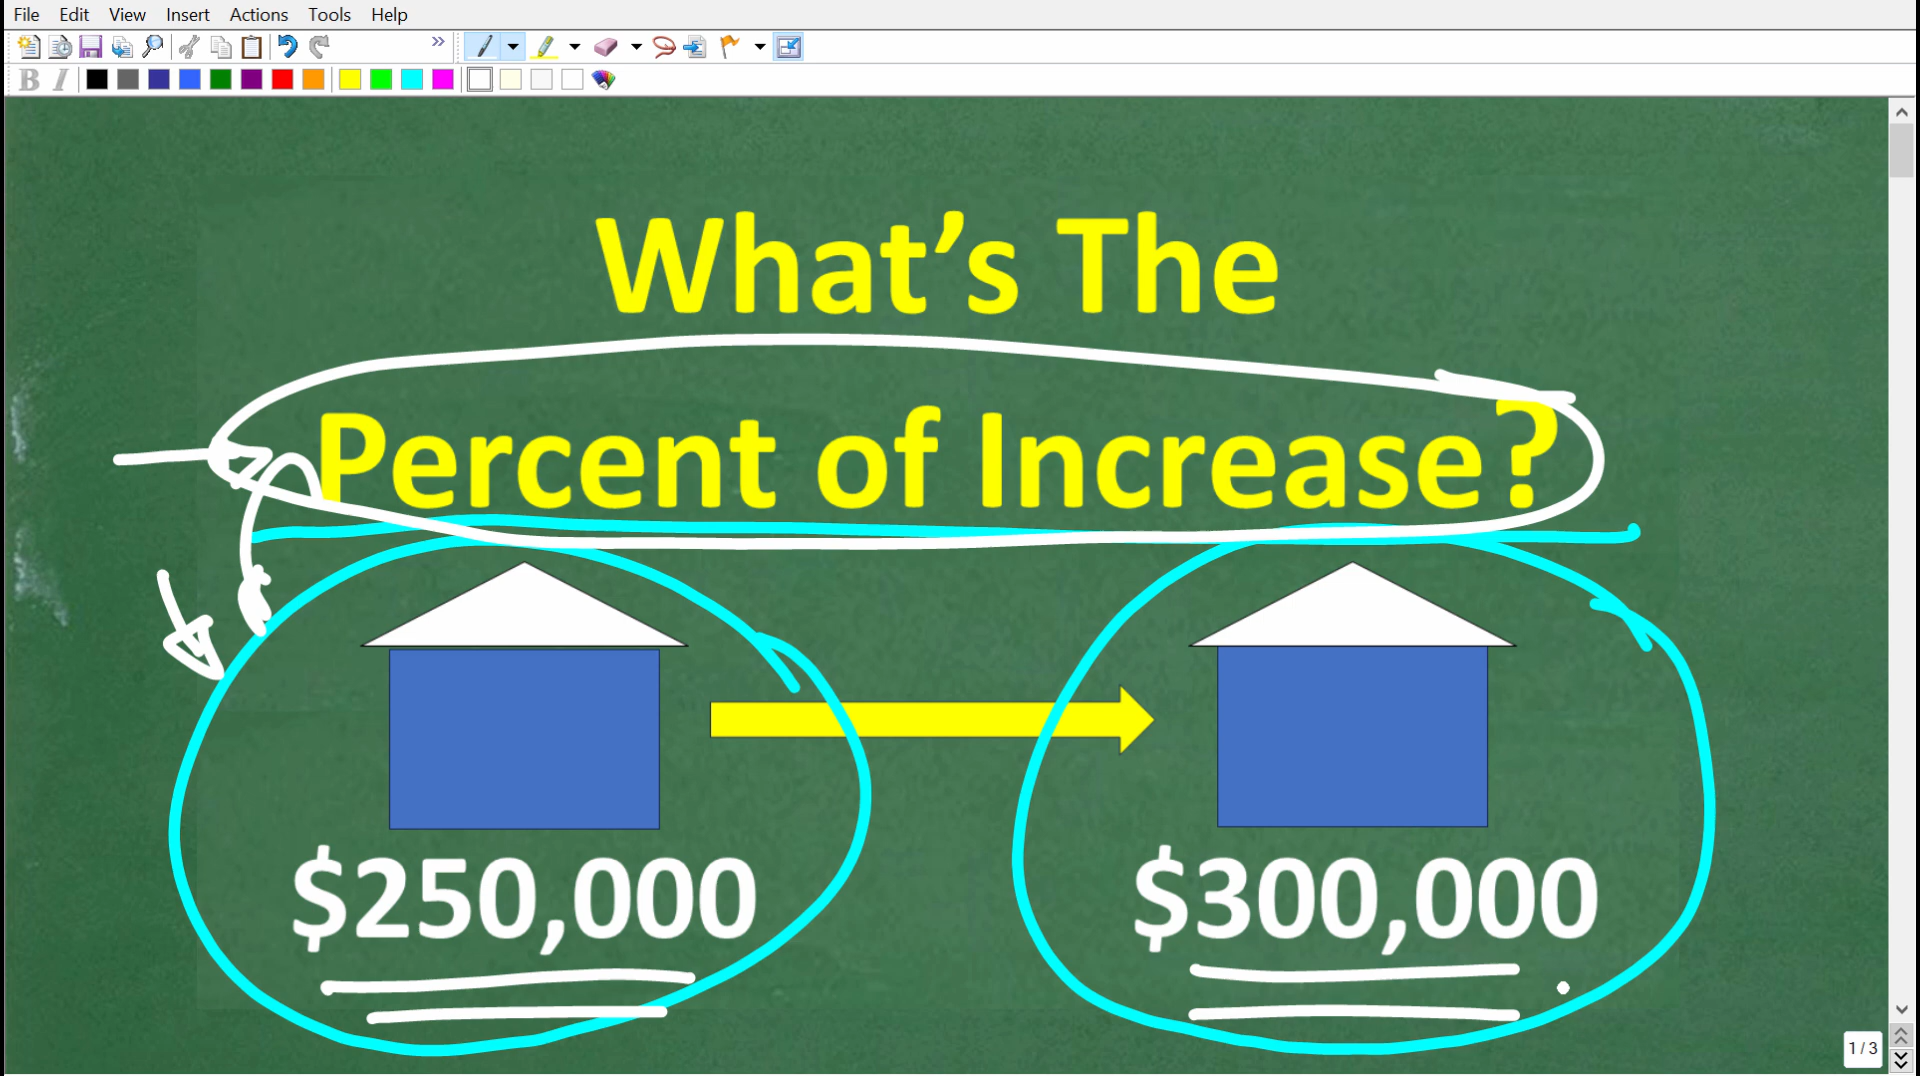 File Edit View Insert Actions Tools Help
B I
What's The
Percent of Increase?
$250,000 $300,000
1 / 3